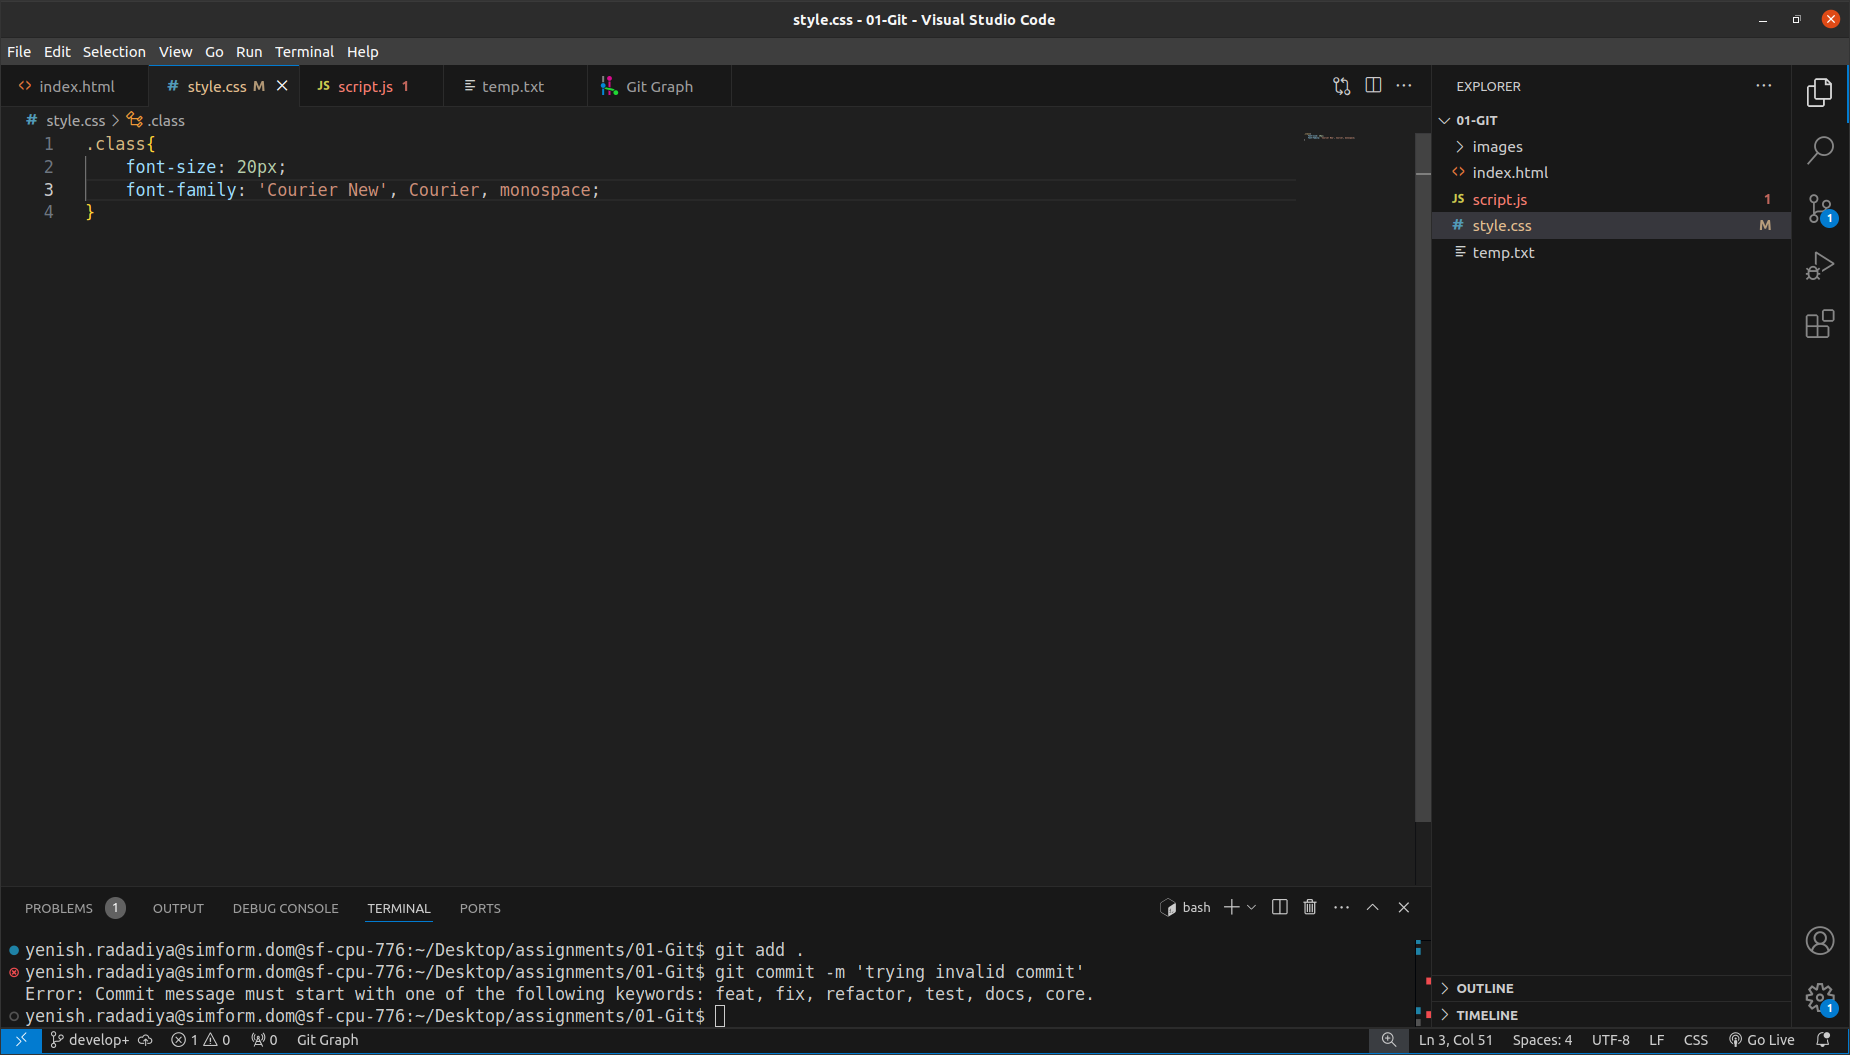 style.css - 01-Git - Visual Studio Code
File Edit Selection View Go Run Terminal Help
index.html
# style.css M
JS script.js 1
temp.txt
Git Graph
# style.css > .class
1 .class{
2 font-size: 20px;
3 font-family: 'Courier New', Courier, monospace;
4 }
EXPLORER
01-GIT
images
index.html
JS script.js 1
# style.css M
temp.txt
1
PROBLEMS 1 OUTPUT DEBUG CONSOLE TERMINAL PORTS
bash
yenish.radadiya@simform.dom@sf-cpu-776:~/Desktop/assignments/01-Git$ git add .
yenish.radadiya@simform.dom@sf-cpu-776:~/Desktop/assignments/01-Git$ git commit -m 'trying invalid commit'
Error: Commit message must start with one of the following keywords: feat, fix, refactor, test, docs, core.
yenish.radadiya@simform.dom@sf-cpu-776:~/Desktop/assignments/01-Git$
OUTLINE
TIMELINE
1
develop+ 1 0 0 Git Graph
Ln 3, Col 51 Spaces: 4 UTF-8 LF CSS Go Live